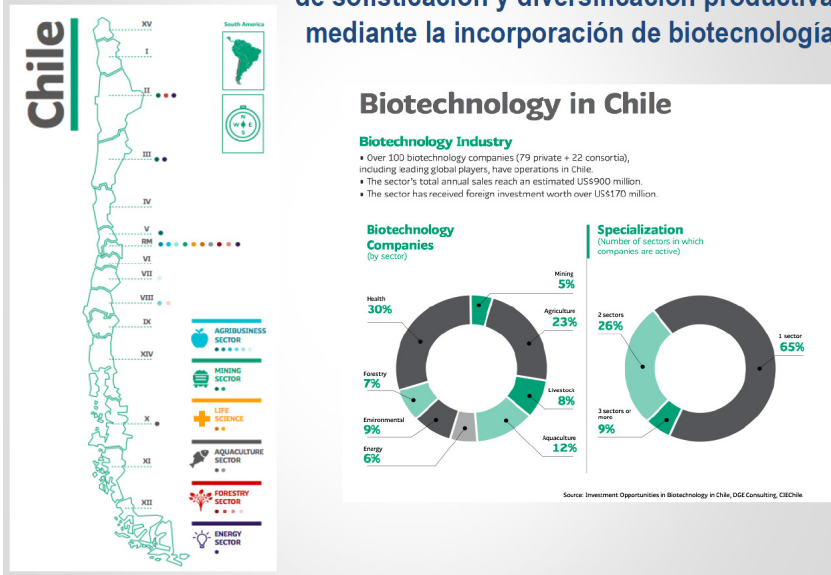 mediante la incorporación de biotecnología
Chile
South America
N
W E
S
XV
I
II
III
IV
V
RM
VI
VII
VIII
IX
XIV
X
XI
XII
AGRIBUSINESS
SECTOR
MINING
SECTOR
LIFE
SCIENCE
AQUACULTURE
SECTOR
FORESTRY
SECTOR
ENERGY
SECTOR
Biotechnology in Chile
Biotechnology Industry
▪ Over 100 biotechnology companies (79 private + 22 consortia),
including leading global players, have operations in Chile.
▪ The sector's total annual sales reach an estimated US$900 million.
▪ The sector has received foreign investment worth over US$170 million.
Biotechnology
Companies
(by sector)
Mining
5%
Health
30%
Agriculture
23%
Forestry
7%
Livestock
8%
Environmental
9%
Aquaculture
12%
Energy
6%
Specialization
(Number of sectors in which
companies are active)
2 sectors
26%
1 sector
65%
3 sectors or
more
9%
Source: Investment Opportunities in Biotechnology in Chile, DGE Consulting, CIEChile.